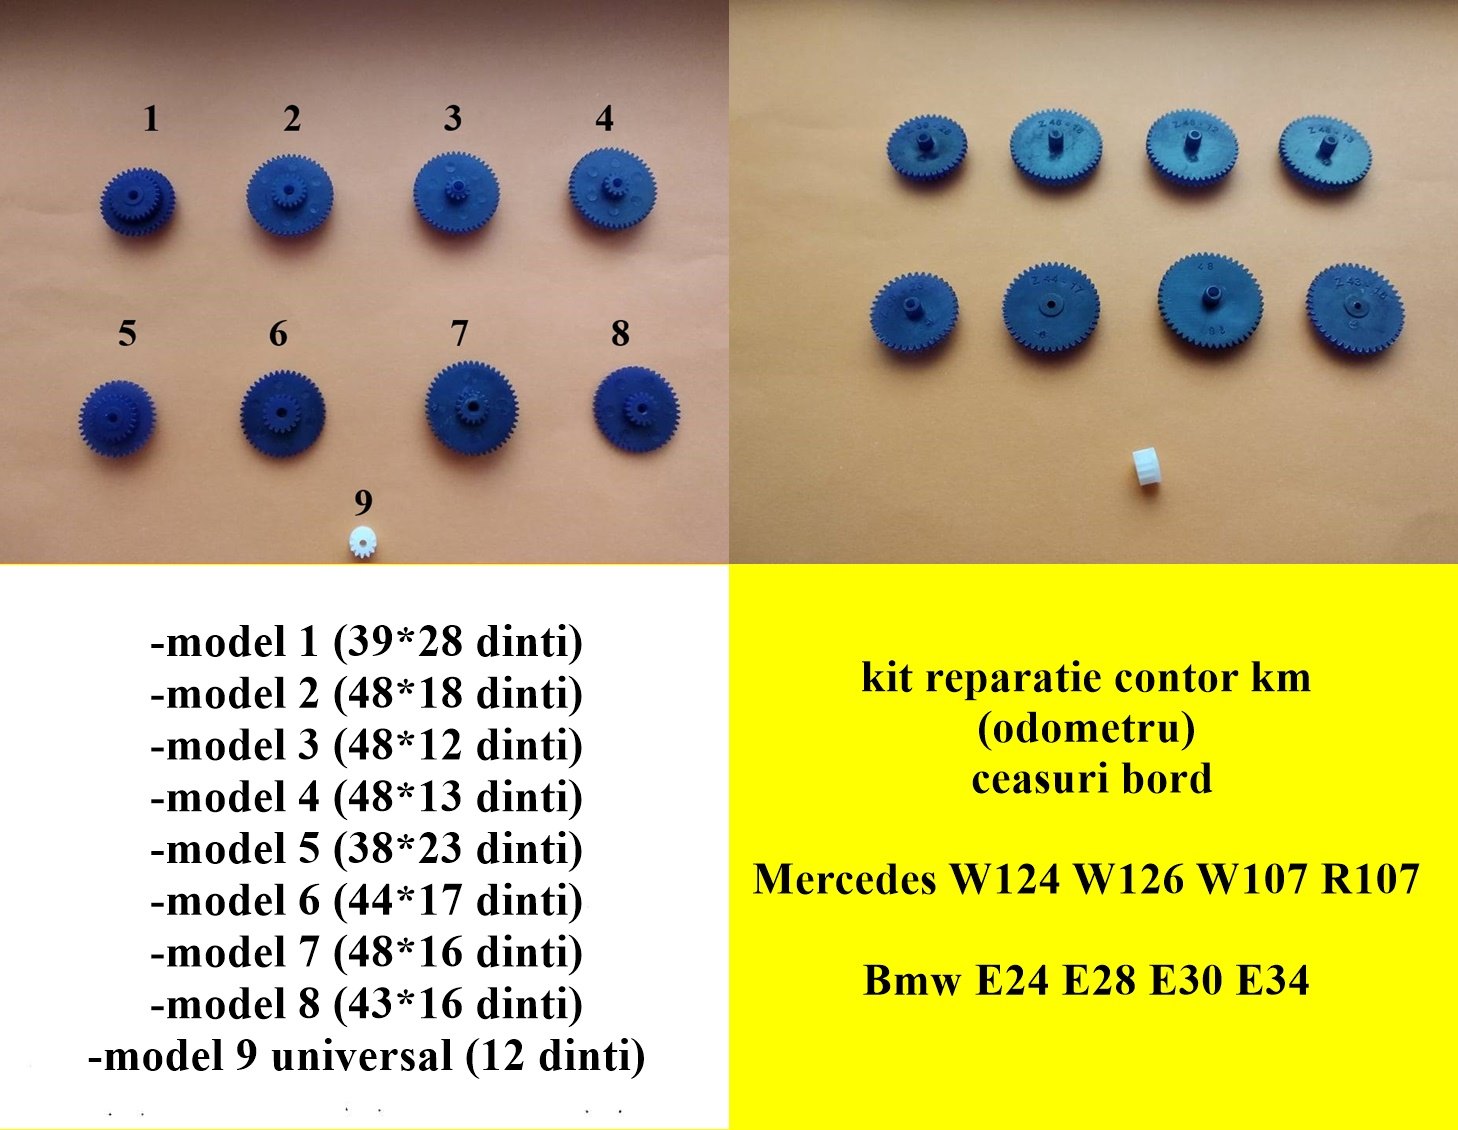 1 2 3 4
5 6 7 8
9
Z 48 - 18
Z 48 - 12
Z 48 - 13
Z 44 - 17
48
Z 43 - 16
-model 1 (39*28 dinti)
-model 2 (48*18 dinti)
-model 3 (48*12 dinti)
-model 4 (48*13 dinti)
-model 5 (38*23 dinti)
-model 6 (44*17 dinti)
-model 7 (48*16 dinti)
-model 8 (43*16 dinti)
-model 9 universal (12 dinti)
kit reparatie contor km
(odometru)
ceasuri bord
Mercedes W124 W126 W107 R107
Bmw E24 E28 E30 E34